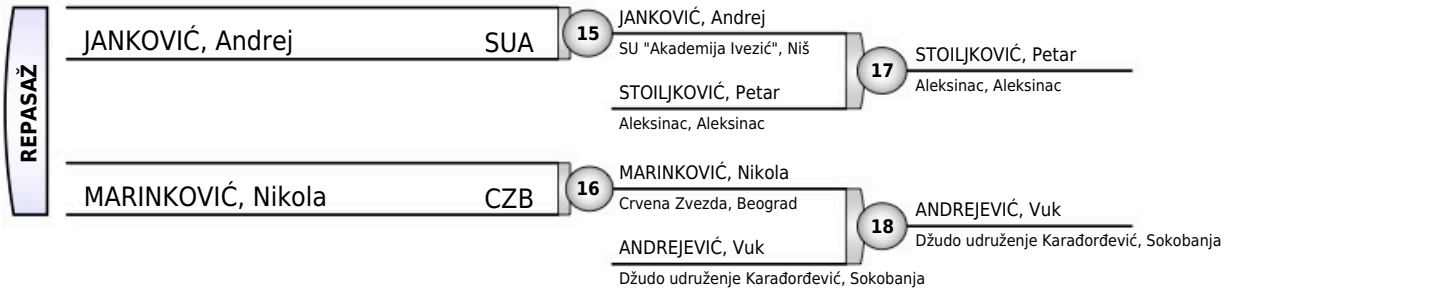 REPASAŽ
JANKOVIĆ, Andrej SUA
15
JANKOVIĆ, Andrej
SU "Akademija Ivezić", Niš
STOILJKOVIĆ, Petar
Aleksinac, Aleksinac
17
STOILJKOVIĆ, Petar
Aleksinac, Aleksinac
MARINKOVIĆ, Nikola CZB
16
MARINKOVIĆ, Nikola
Crvena Zvezda, Beograd
ANDREJEVIĆ, Vuk
Džudo udruženje Karađorđević, Sokobanja
18
ANDREJEVIĆ, Vuk
Džudo udruženje Karađorđević, Sokobanja